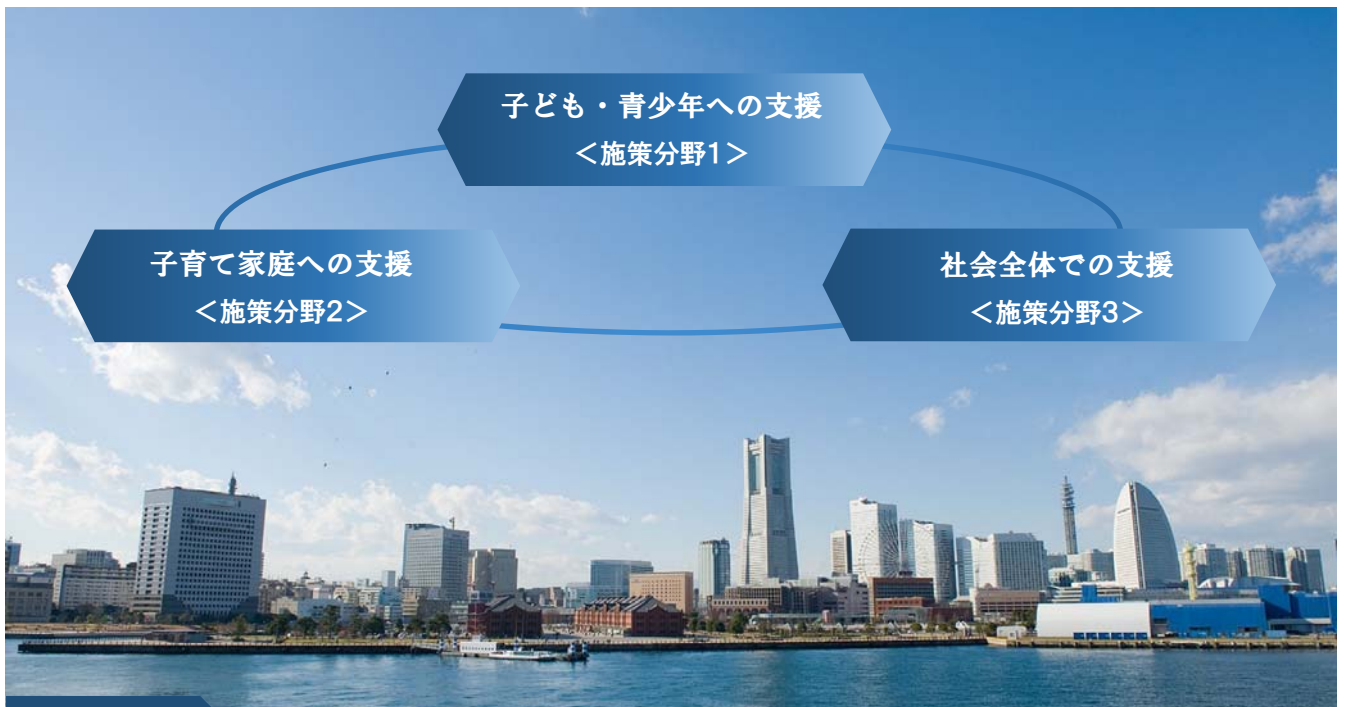 子ども・青少年への支援
＜施策分野1＞
子育て家庭への支援
＜施策分野2＞
社会全体での支援
＜施策分野3＞